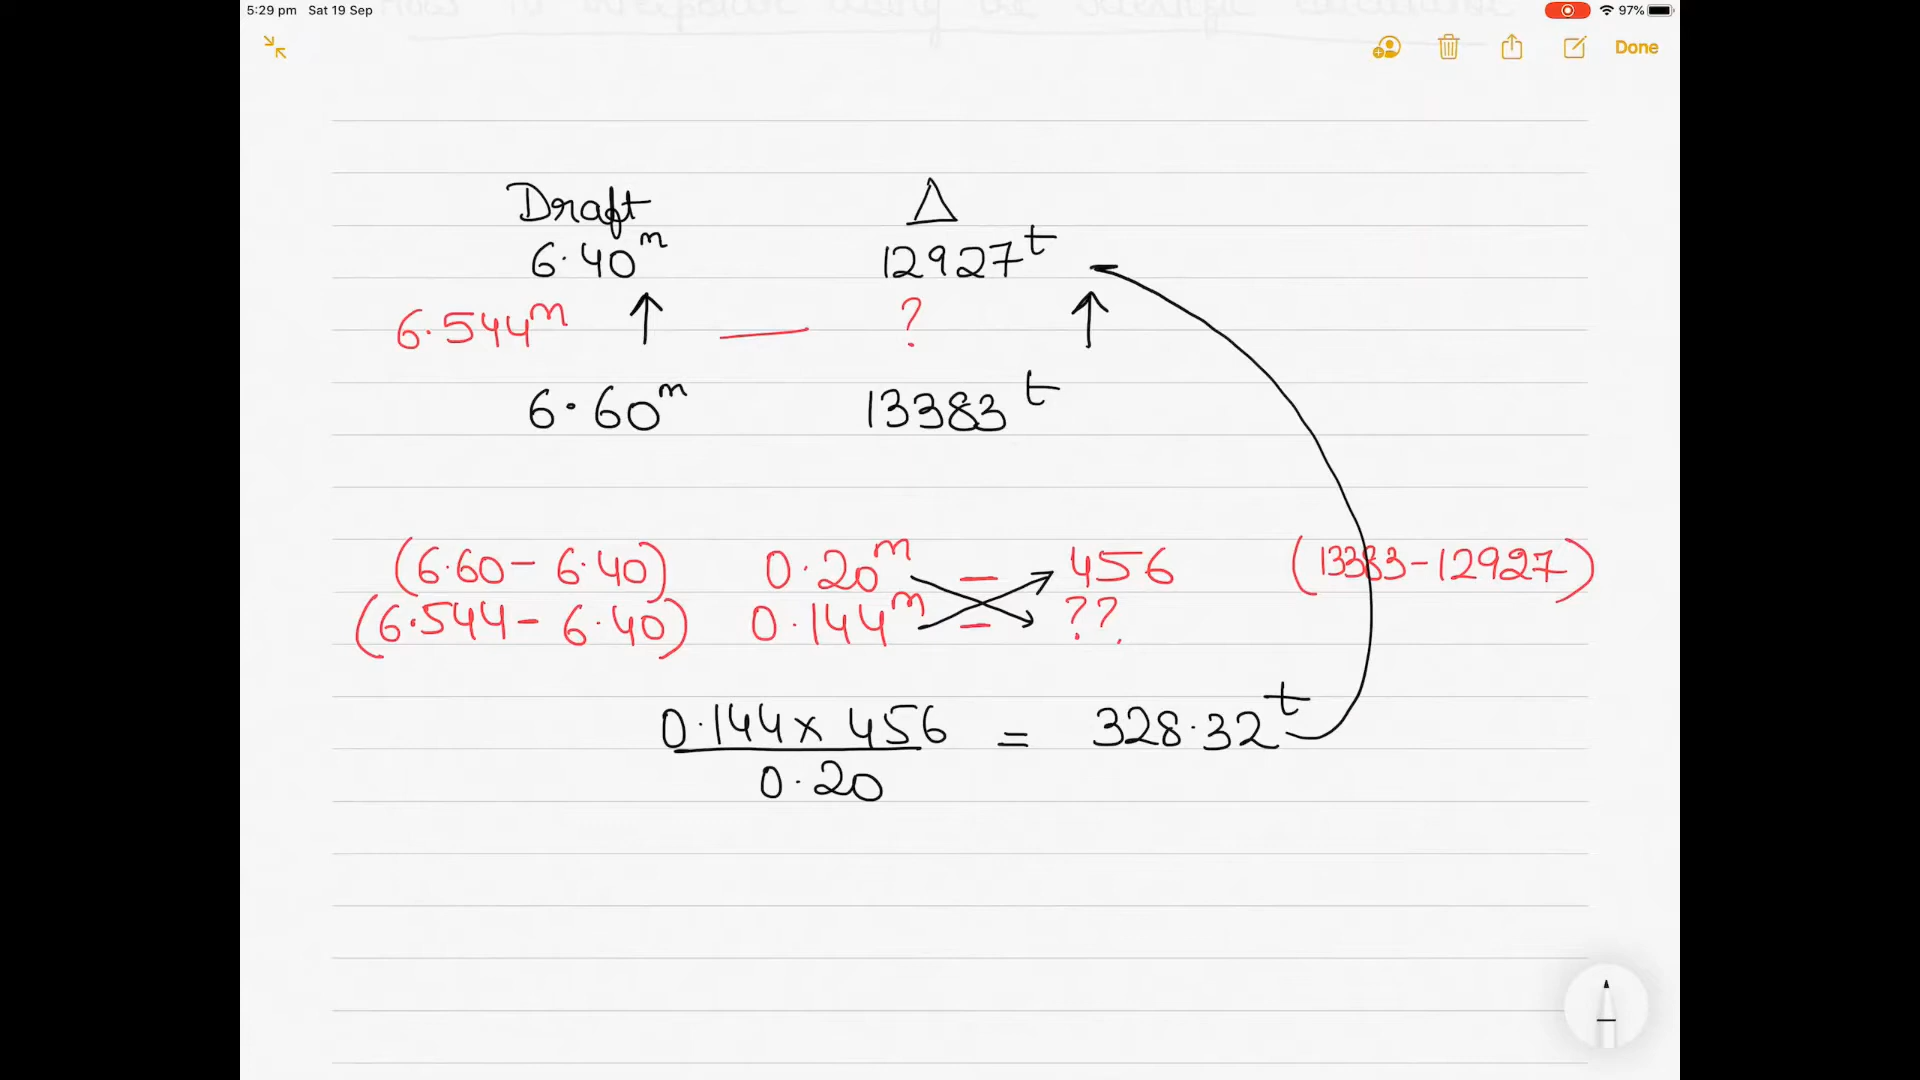 5:29 pm Sat 19 Sep 97%
Done
Draft Δ
6.40m 12927t
6.544m — ?
6.60m 13383t
(6.60 - 6.40) 0.20m - 456 (13383-12927)
(6.544 - 6.40) 0.144m - ??
0.144 x 456 = 328.32t
0.20